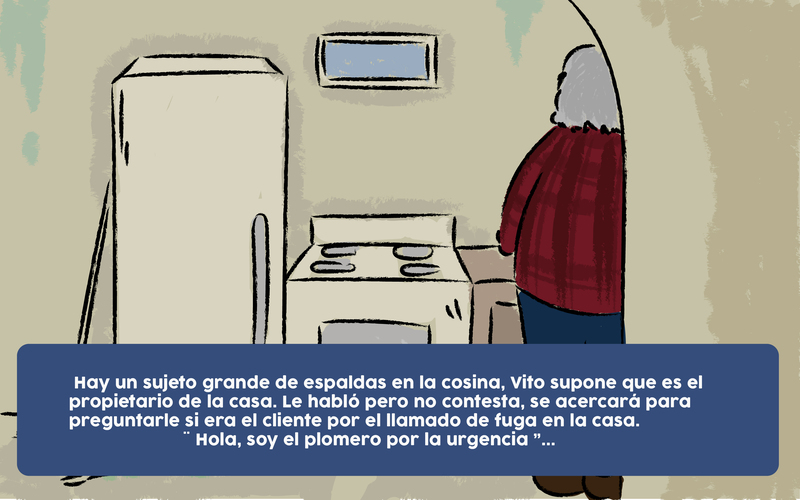 Hay un sujeto grande de espaldas en la cosina, Vito supone que es el
propietario de la casa. Le habló pero no contesta, se acercará para
preguntarle si era el cliente por el llamado de fuga en la casa.
¨ Hola, soy el plomero por la urgencia ”...